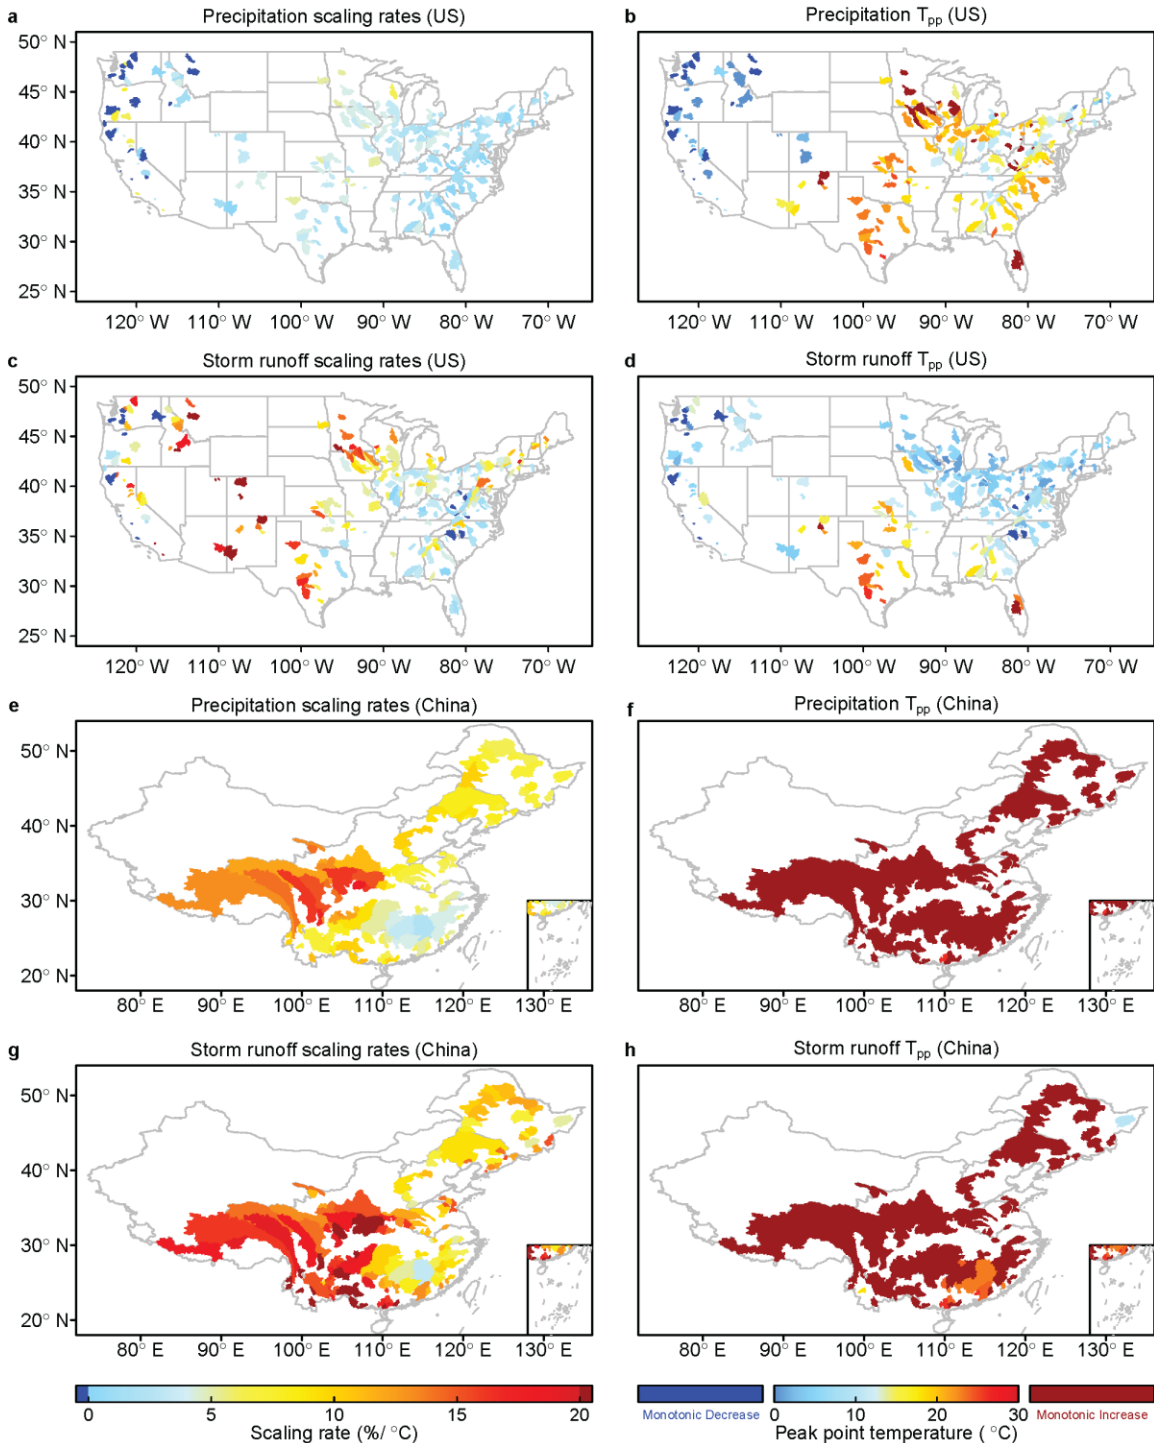 a Precipitation scaling rates (US)
50° N
45° N
40° N
35° N
30° N
25° N
120° W 110° W 100° W 90° W 80° W 70° W
b Precipitation Tpp (US)
120° W 110° W 100° W 90° W 80° W 70° W
c Storm runoff scaling rates (US)
50° N
45° N
40° N
35° N
30° N
25° N
120° W 110° W 100° W 90° W 80° W 70° W
d Storm runoff Tpp (US)
120° W 110° W 100° W 90° W 80° W 70° W
e Precipitation scaling rates (China)
50° N
40° N
30° N
20° N
80° E 90° E 100° E 110° E 120° E 130° E
f Precipitation Tpp (China)
80° E 90° E 100° E 110° E 120° E 130° E
g Storm runoff scaling rates (China)
50° N
40° N
30° N
20° N
80° E 90° E 100° E 110° E 120° E 130° E
h Storm runoff Tpp (China)
80° E 90° E 100° E 110° E 120° E 130° E
0 5 10 15 20
Scaling rate (%/ °C)
Monotonic Decrease
0 10 20 30
Peak point temperature ( °C)
Monotonic Increase